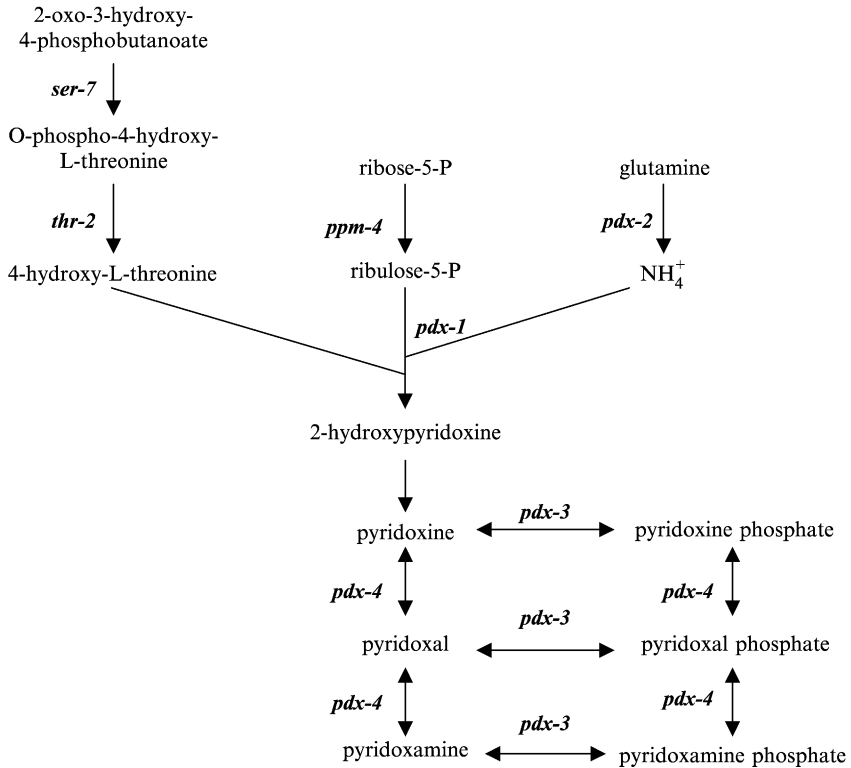 2-oxo-3-hydroxy-
4-phosphobutanoate
ser-7
O-phospho-4-hydroxy-
L-threonine
ribose-5-P
glutamine
thr-2
ppm-4
pdx-2
4-hydroxy-L-threonine
ribulose-5-P
NH4+
pdx-1
2-hydroxypyridoxine
pyridoxine
pdx-3
pyridoxine phosphate
pdx-4
pdx-4
pyridoxal
pdx-3
pyridoxal phosphate
pdx-4
pdx-4
pyridoxamine
pdx-3
pyridoxamine phosphate